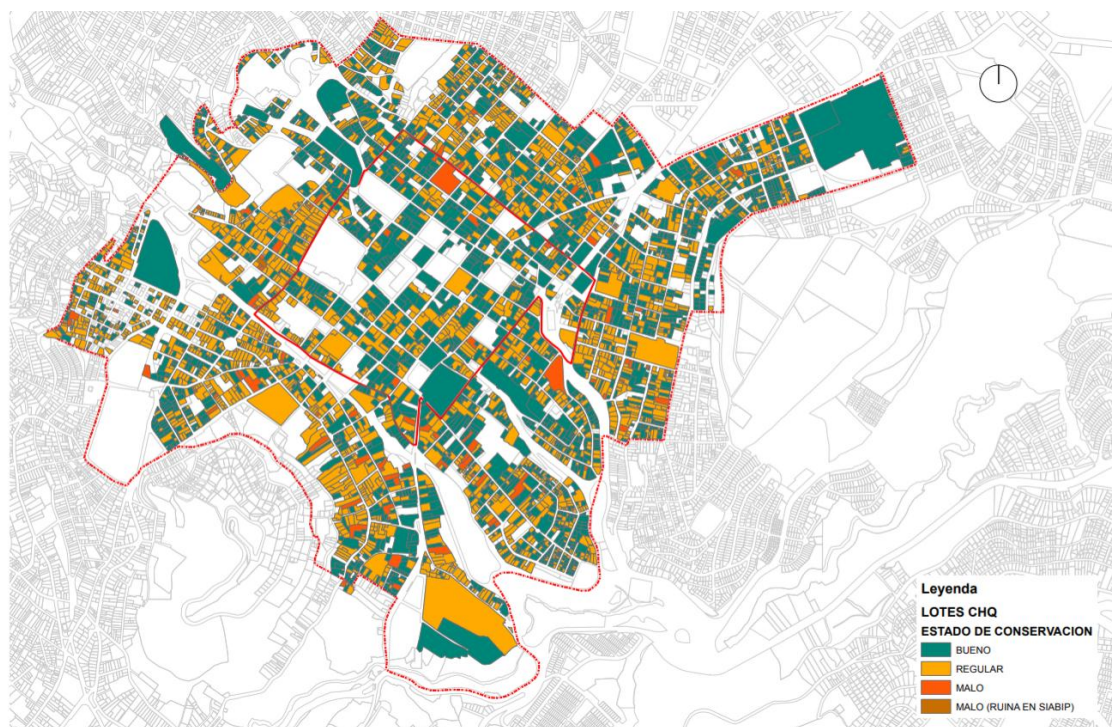 Leyenda
LOTES CHQ
ESTADO DE CONSERVACION
BUENO
REGULAR
MALO
MALO (RUINA EN SIABIP)